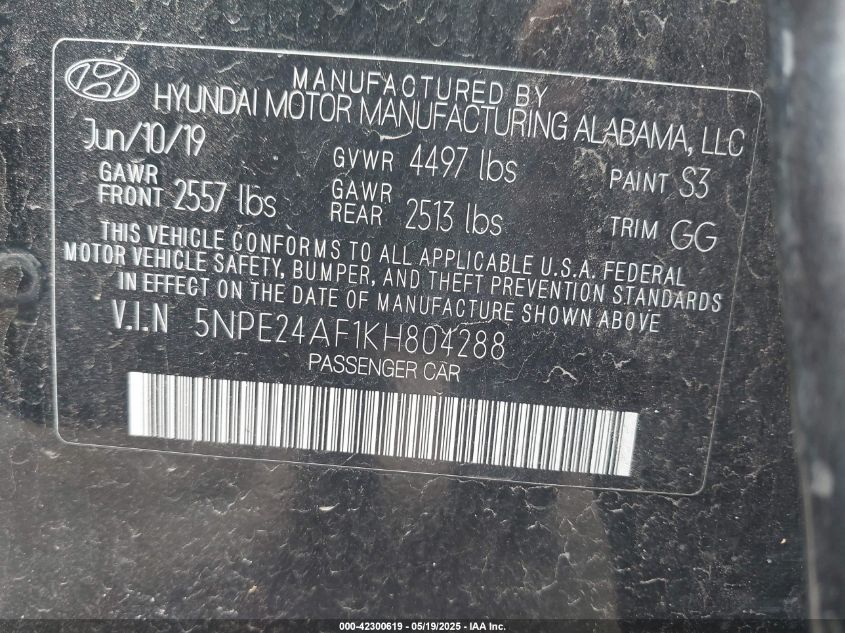 MANUFACTURED BY
HYUNDAI MOTOR MANUFACTURING ALABAMA, LLC
Jun/10/19 GVWR 4497 lbs PAINT S3
GAWR FRONT 2557 lbs GAWR REAR 2513 lbs TRIM GG
THIS VEHICLE CONFORMS TO ALL APPLICABLE U.S.A. FEDERAL
MOTOR VEHICLE SAFETY, BUMPER, AND THEFT PREVENTION STANDARDS
IN EFFECT ON THE DATE OF MANUFACTURE SHOWN ABOVE
V.I.N 5NPE24AF1KH804288
PASSENGER CAR
000-42300619 - 05/19/2025 - IAA Inc.